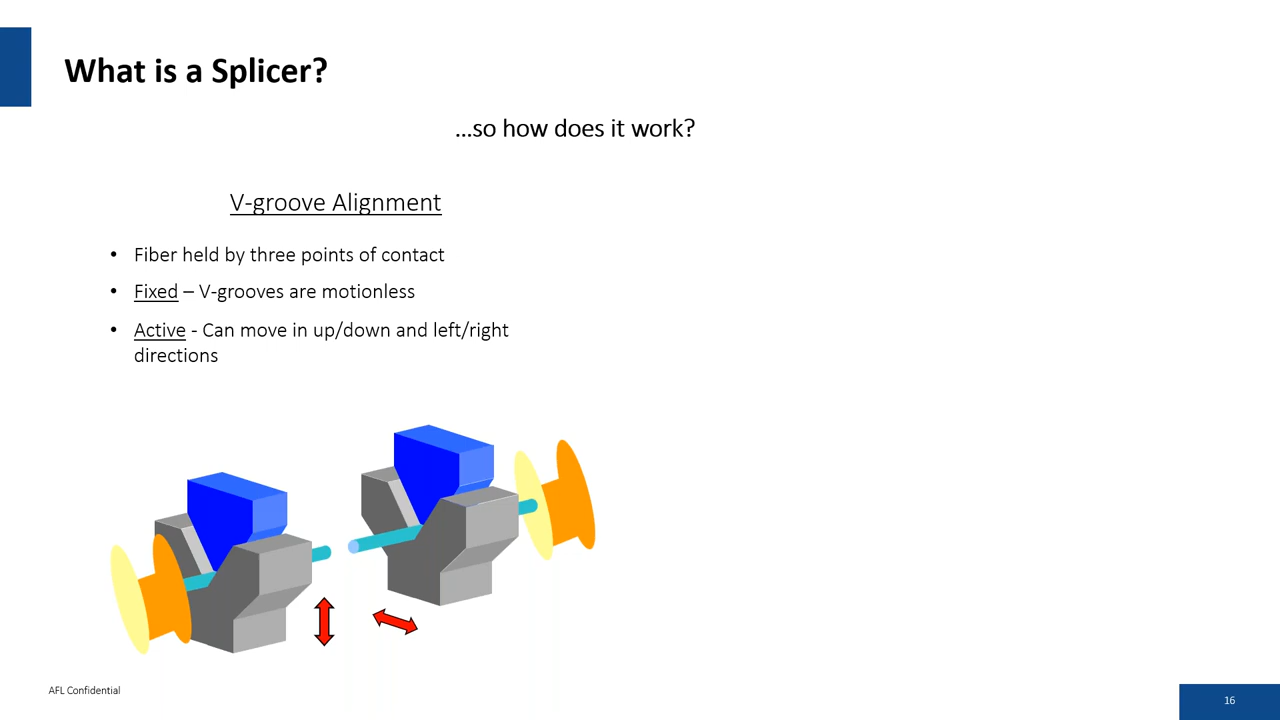 What is a Splicer?
...so how does it work?
V-groove Alignment
• Fiber held by three points of contact
• Fixed – V-grooves are motionless
• Active - Can move in up/down and left/right
directions
AFL Confidential
16